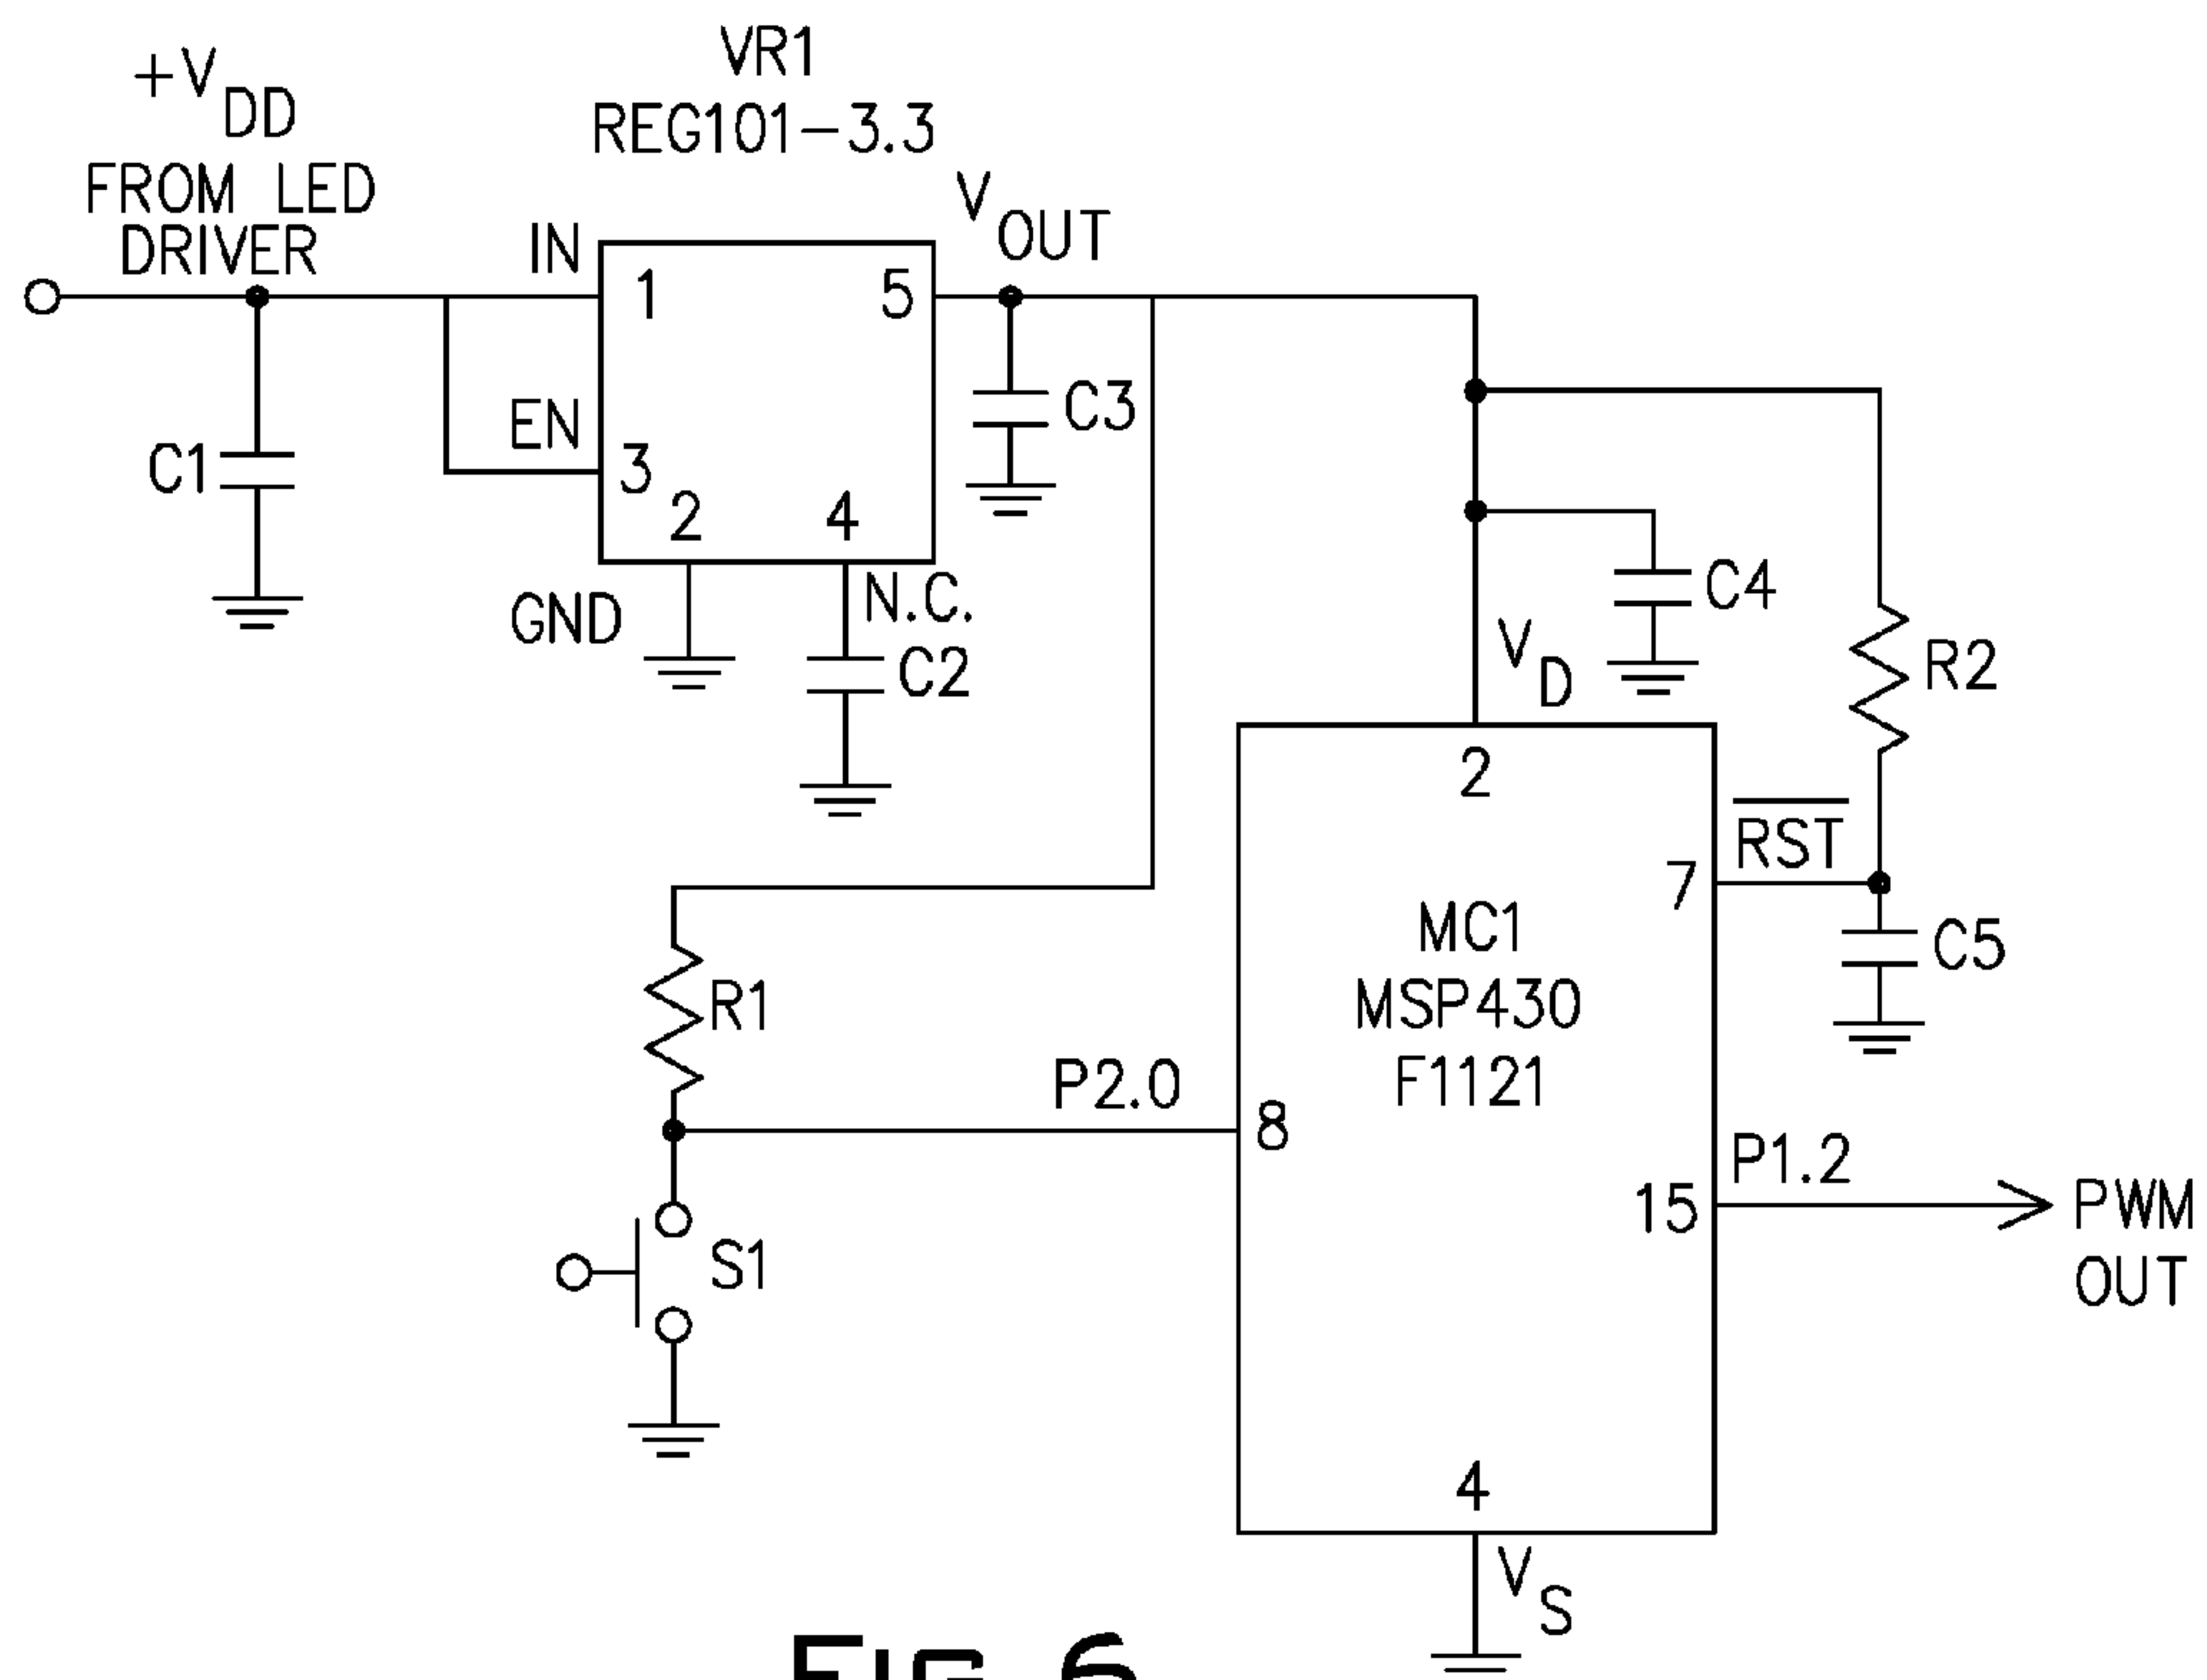 +VDD
FROM LED
DRIVER
VR1
REG101-3.3
VOUT
IN
1
5
EN
3
2
4
GND
N.C.
C1
C2
C3
C4
VD
R2
2
RST
7
C5
MC1
MSP430
F1121
R1
P2.0
8
S1
P1.2
15
PWM
OUT
4
VS
FIG. 6